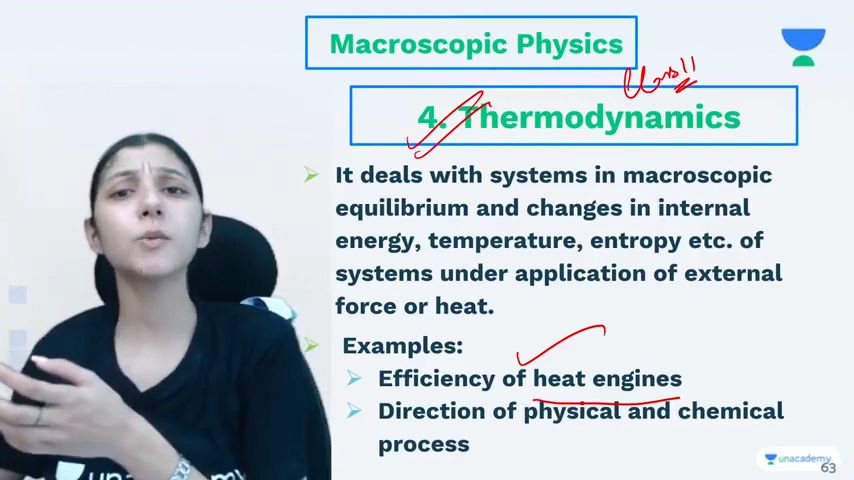 Macroscopic Physics
Class 11
4. Thermodynamics
It deals with systems in macroscopic
equilibrium and changes in internal
energy, temperature, entropy etc. of
systems under application of external
force or heat.
Examples:
Efficiency of heat engines
Direction of physical and chemical
process
unacademy
63